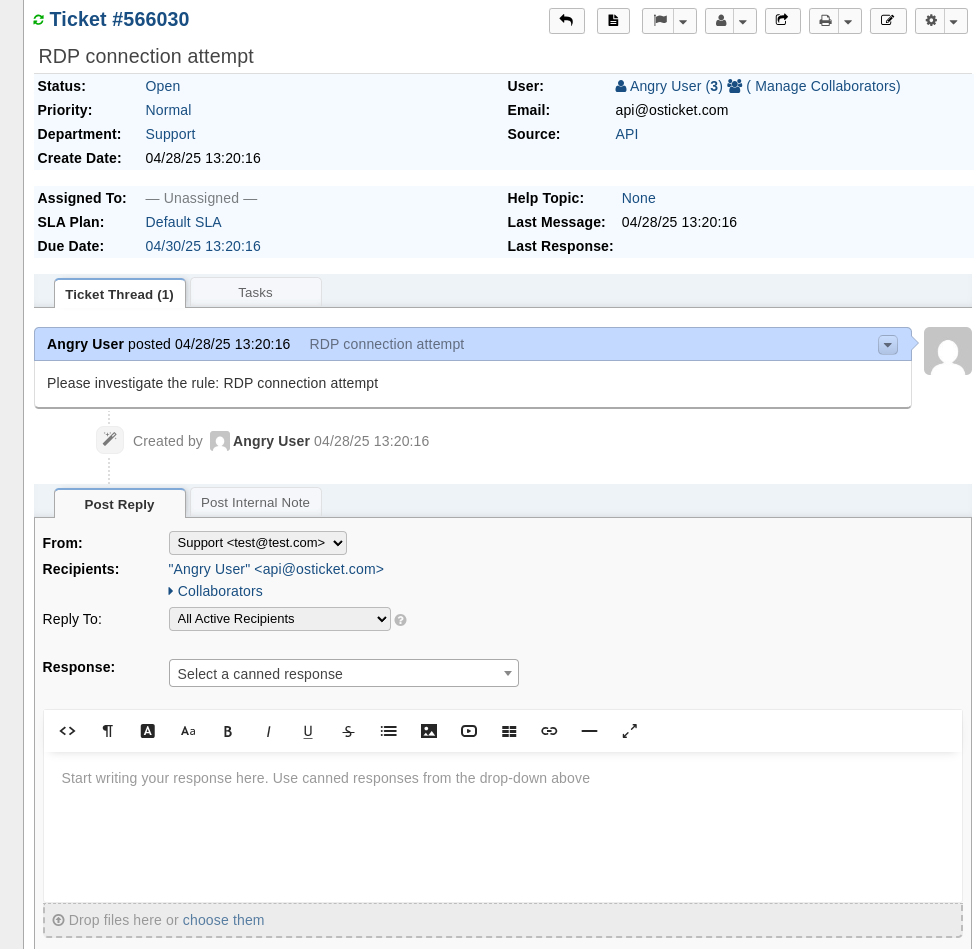 Ticket #566030
RDP connection attempt
Status: Open User: Angry User (3) ( Manage Collaborators)
Priority: Normal Email: api@osticket.com
Department: Support Source: API
Create Date: 04/28/25 13:20:16
Assigned To: — Unassigned — Help Topic: None
SLA Plan: Default SLA Last Message: 04/28/25 13:20:16
Due Date: 04/30/25 13:20:16 Last Response:
Ticket Thread (1) Tasks
Angry User posted 04/28/25 13:20:16 RDP connection attempt
Please investigate the rule: RDP connection attempt
Created by Angry User 04/28/25 13:20:16
Post Reply Post Internal Note
From: Support <test@test.com>
Recipients: "Angry User" <api@osticket.com>
Collaborators
Reply To: All Active Recipients ?
Response: Select a canned response
<> ¶ A Aa B I U S
Start writing your response here. Use canned responses from the drop-down above
Drop files here or choose them